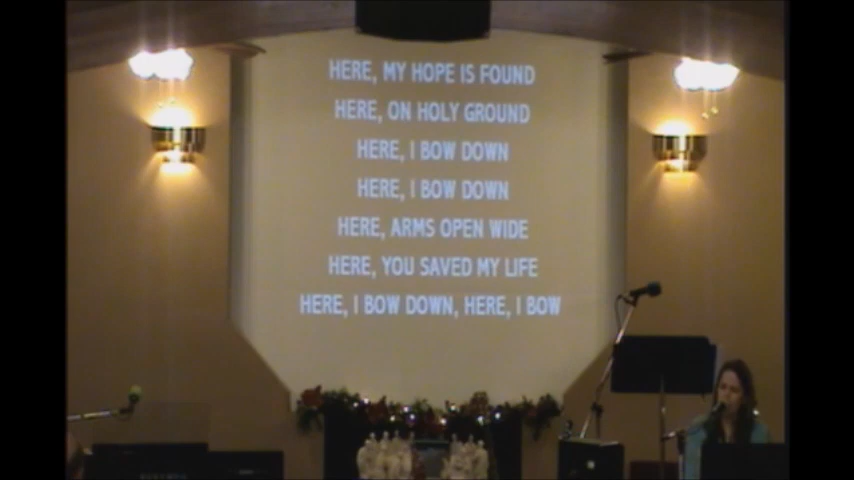 HERE, MY HOPE IS FOUND
HERE, ON HOLY GROUND
HERE, I BOW DOWN
HERE, I BOW DOWN
HERE, ARMS OPEN WIDE
HERE, YOU SAVED MY LIFE
HERE, I BOW DOWN, HERE, I BOW